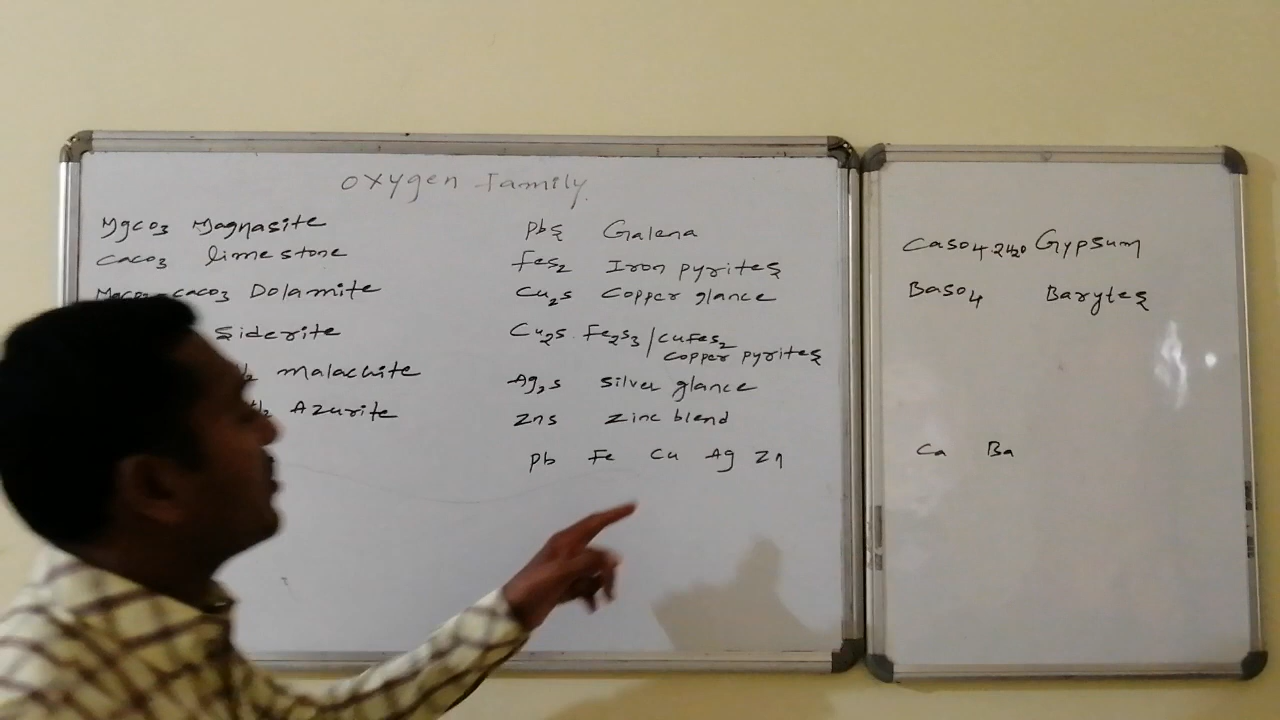 Oxygen Family
MgCO3 Magnasite
CaCO3 limestone
MgCO3 CaCO3 Dolamite
Siderite
malachite
Azurite
PbS Galena
FeS2 Iron pyrites
Cu2S Copper glance
Cu2S Fe2S3 / CuFeS2
Copper pyrites
Ag2S Silver glance
ZnS Zinc blend
Pb Fe Cu Ag Zn
CaSO4 2H2O Gypsum
BaSO4 Barytes
Ca Ba